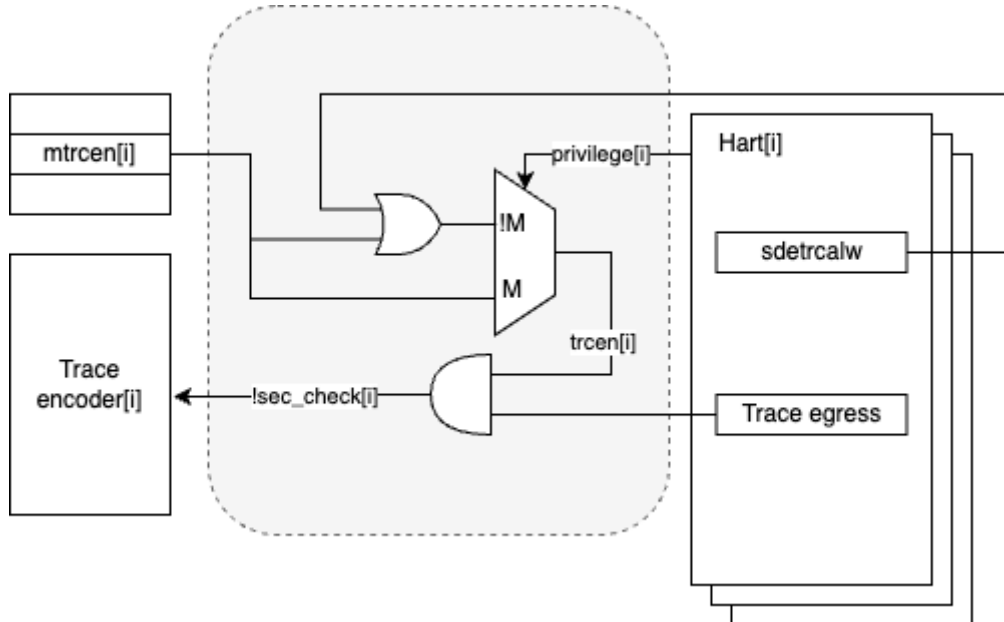 mtrcen[i]
privilege[i]
Hart[i]
!M
sdetrcalw
M
trcen[i]
Trace
encoder[i]
!sec_check[i]
Trace egress